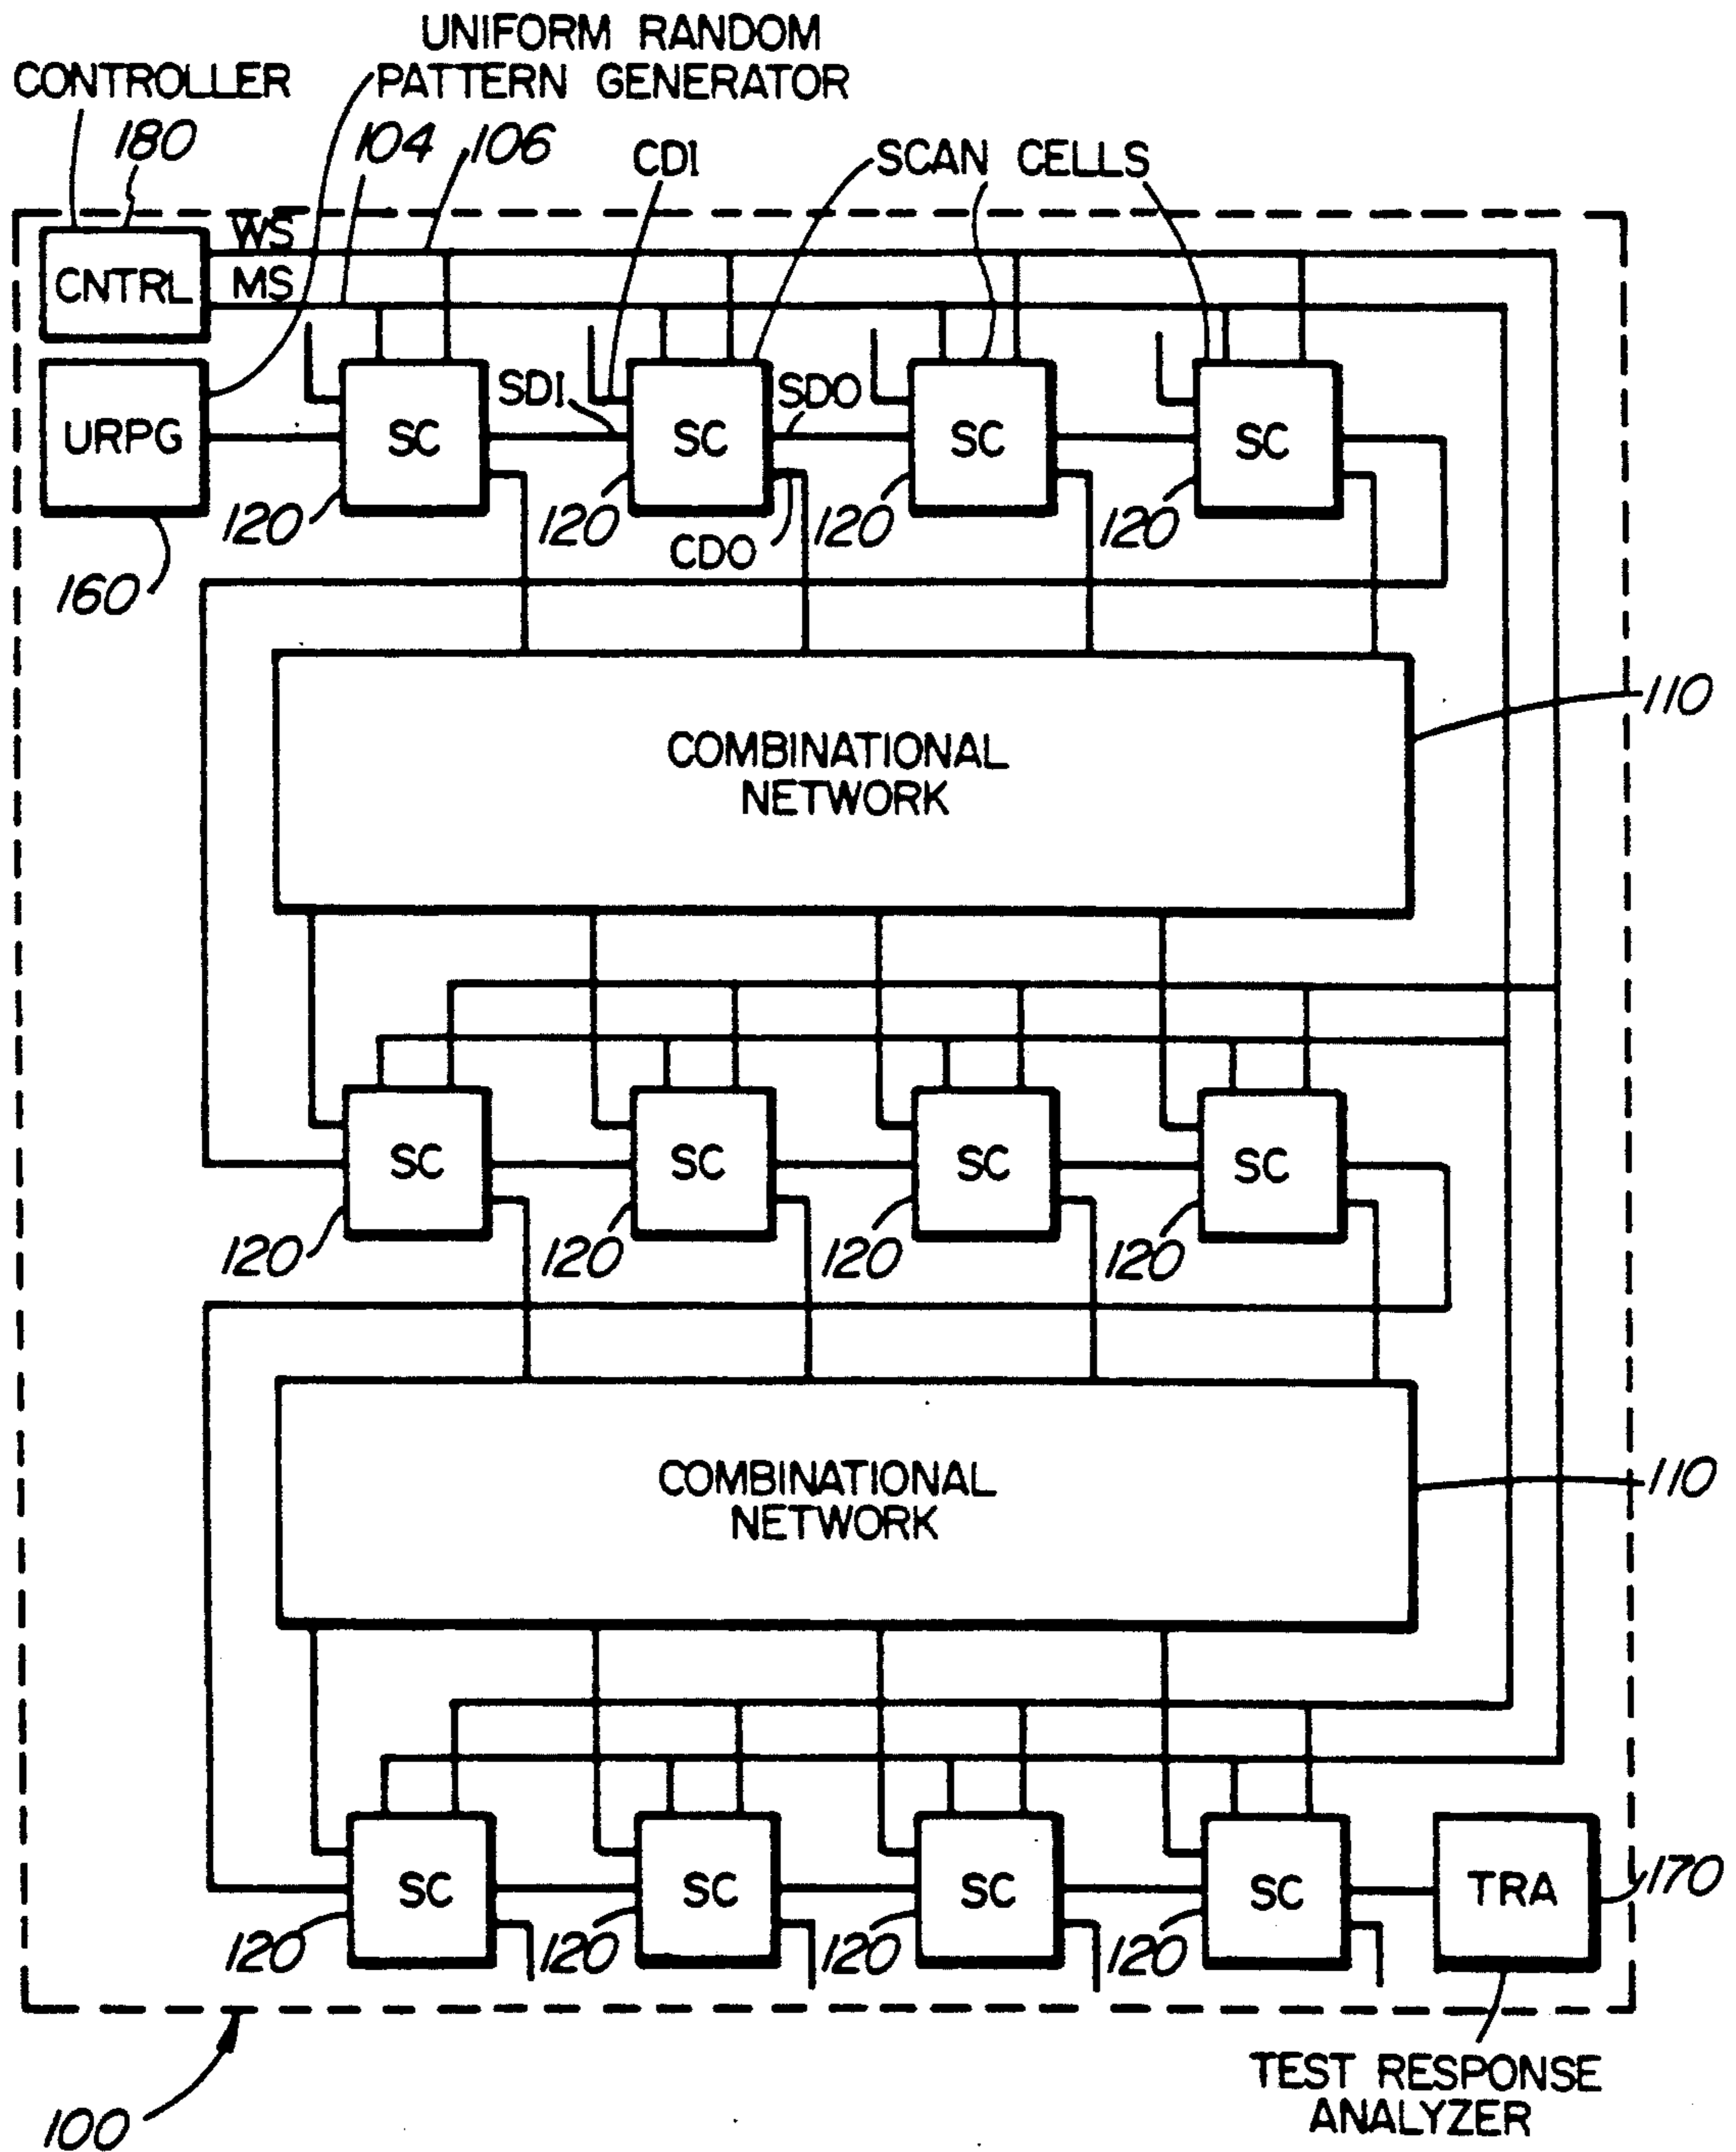 UNIFORM RANDOM
PATTERN GENERATOR
CONTROLLER
180
104
106
CDI
SCAN CELLS
WS
MS
CNTRL
URPG
SC
SDI
SC
SDO
SC
SC
120
120
CDO
120
120
160
COMBINATIONAL
NETWORK
110
SC
SC
SC
SC
120
120
120
120
COMBINATIONAL
NETWORK
110
SC
SC
SC
SC
TRA
170
120
120
120
120
100
TEST RESPONSE
ANALYZER